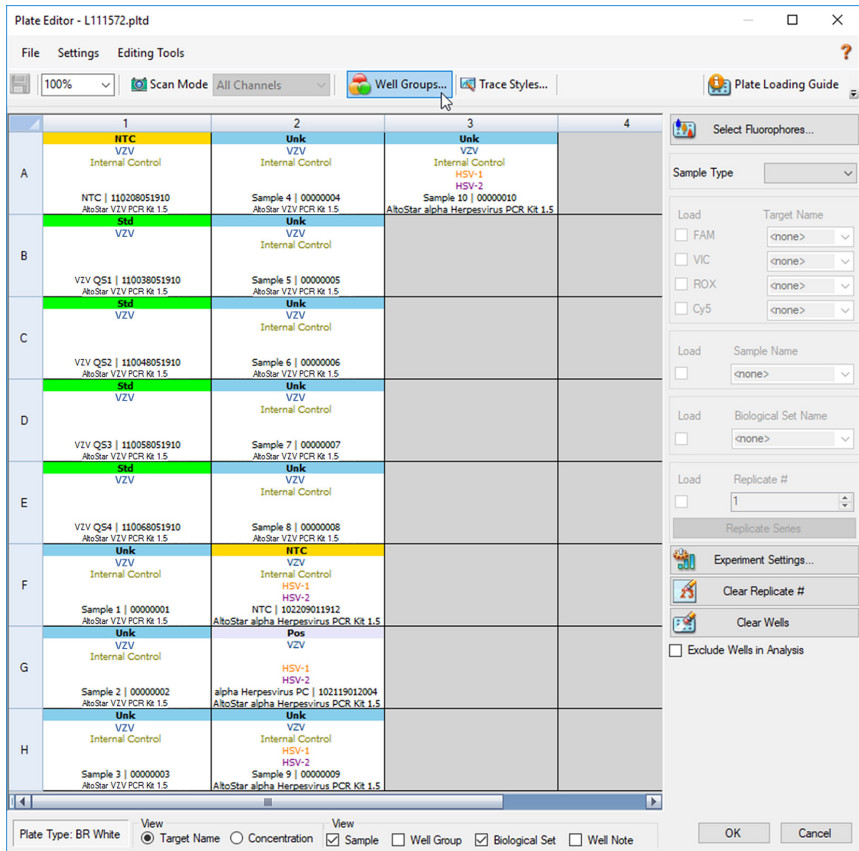 Plate Editor - L111572.pltd
File Settings Editing Tools ?
100% Scan Mode All Channels Well Groups... Trace Styles... Plate Loading Guide
1 2 3 4
A
NTC
VZV
Internal Control
NTC | 110208051910
AltoStar VZV PCR Kit 1.5
Unk
VZV
Internal Control
Sample 4 | 00000004
AltoStar VZV PCR Kit 1.5
Unk
VZV
Internal Control
HSV-1
HSV-2
Sample 10 | 00000010
AltoStar alpha Herpesvirus PCR Kit 1.5
B
Std
VZV
VZV QS1 | 110038051910
AltoStar VZV PCR Kit 1.5
Unk
VZV
Internal Control
Sample 5 | 00000005
AltoStar VZV PCR Kit 1.5
C
Std
VZV
VZV QS2 | 110048051910
AltoStar VZV PCR Kit 1.5
Unk
VZV
Internal Control
Sample 6 | 00000006
AltoStar VZV PCR Kit 1.5
D
Std
VZV
VZV QS3 | 110058051910
AltoStar VZV PCR Kit 1.5
Unk
VZV
Internal Control
Sample 7 | 00000007
AltoStar VZV PCR Kit 1.5
E
Std
VZV
VZV QS4 | 110068051910
AltoStar VZV PCR Kit 1.5
Unk
VZV
Internal Control
Sample 8 | 00000008
AltoStar VZV PCR Kit 1.5
F
Unk
VZV
Internal Control
Sample 1 | 00000001
AltoStar VZV PCR Kit 1.5
NTC
VZV
Internal Control
HSV-1
HSV-2
NTC | 102209011912
AltoStar alpha Herpesvirus PCR Kit 1.5
G
Unk
VZV
Internal Control
Sample 2 | 00000002
AltoStar VZV PCR Kit 1.5
Pos
VZV
HSV-1
HSV-2
alpha Herpesvirus PC | 102119012004
AltoStar alpha Herpesvirus PCR Kit 1.5
H
Unk
VZV
Internal Control
Sample 3 | 00000003
AltoStar VZV PCR Kit 1.5
Unk
VZV
Internal Control
HSV-1
HSV-2
Sample 9 | 00000009
AltoStar alpha Herpesvirus PCR Kit 1.5
Select Fluorophores...
Sample Type
Load Target Name
FAM <none>
VIC <none>
ROX <none>
Cy5 <none>
Load Sample Name
<none>
Load Biological Set Name
<none>
Load Replicate #
1
Replicate Series
Experiment Settings...
Clear Replicate #
Clear Wells
Exclude Wells in Analysis
Plate Type: BR White
View
Target Name Concentration
View
Sample Well Group Biological Set Well Note
OK Cancel